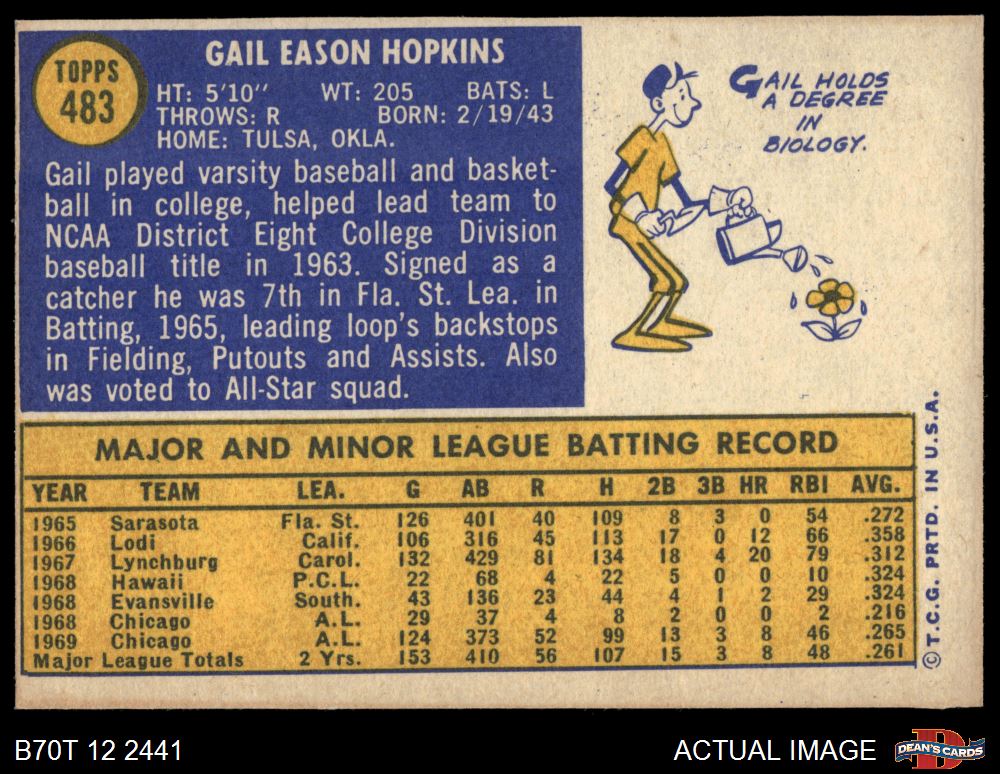 TOPPS
483
GAIL EASON HOPKINS
HT: 5'10" WT: 205 BATS: L
THROWS: R BORN: 2/19/43
HOME: TULSA, OKLA.
Gail played varsity baseball and basket-
ball in college, helped lead team to
NCAA District Eight College Division
baseball title in 1963. Signed as a
catcher he was 7th in Fla. St. Lea. in
Batting, 1965, leading loop's backstops
in Fielding, Putouts and Assists. Also
was voted to All-Star squad.
GAIL HOLDS
A DEGREE
IN
BIOLOGY.
MAJOR AND MINOR LEAGUE BATTING RECORD
YEAR TEAM LEA. G AB R H 2B 3B HR RBI AVG.
1965 Sarasota Fla. St. 126 401 40 109 8 3 0 54 .272
1966 Lodi Calif. 106 316 45 113 17 0 12 66 .358
1967 Lynchburg Carol. 132 429 81 134 18 4 20 79 .312
1968 Hawaii P.C.L. 22 68 4 22 5 0 0 10 .324
1968 Evansville South. 43 136 23 44 4 1 2 29 .324
1968 Chicago A.L. 29 37 4 8 2 0 0 2 .216
1969 Chicago A.L. 124 373 52 99 13 3 8 46 .265
Major League Totals 2 Yrs. 153 410 56 107 15 3 8 48 .261
© T.C.G. PRTD. IN U.S.A.
B70T 12 2441
ACTUAL IMAGE
D
DEAN'S CARDS